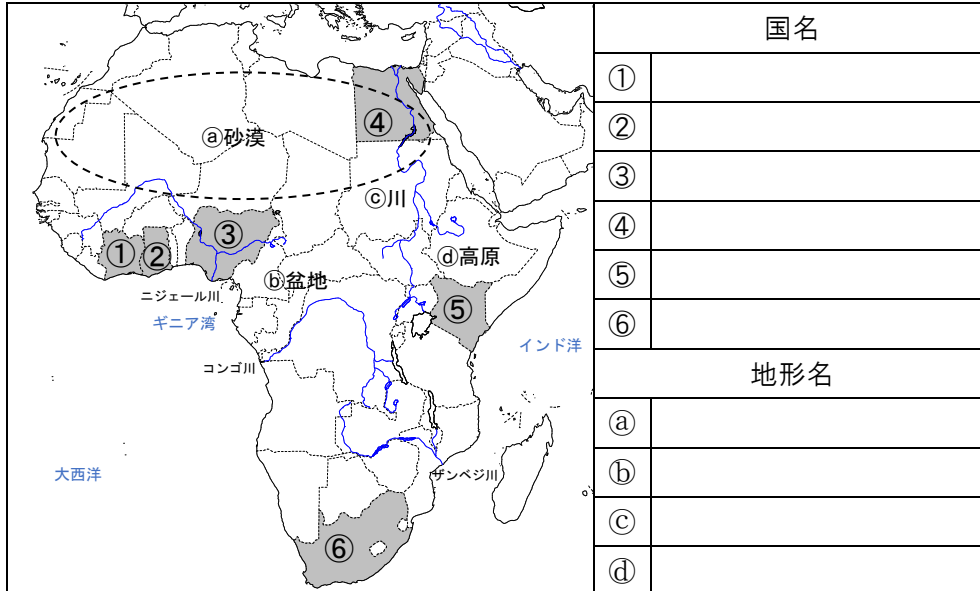 ⓐ砂漠
④
ⓒ川
①
②
③
ⓓ高原
ⓑ盆地
ニジェール川
ギニア湾
⑤
インド洋
コンゴ川
大西洋
ザンベジ川
⑥
国名
①
②
③
④
⑤
⑥
地形名
ⓐ
ⓑ
ⓒ
ⓓ